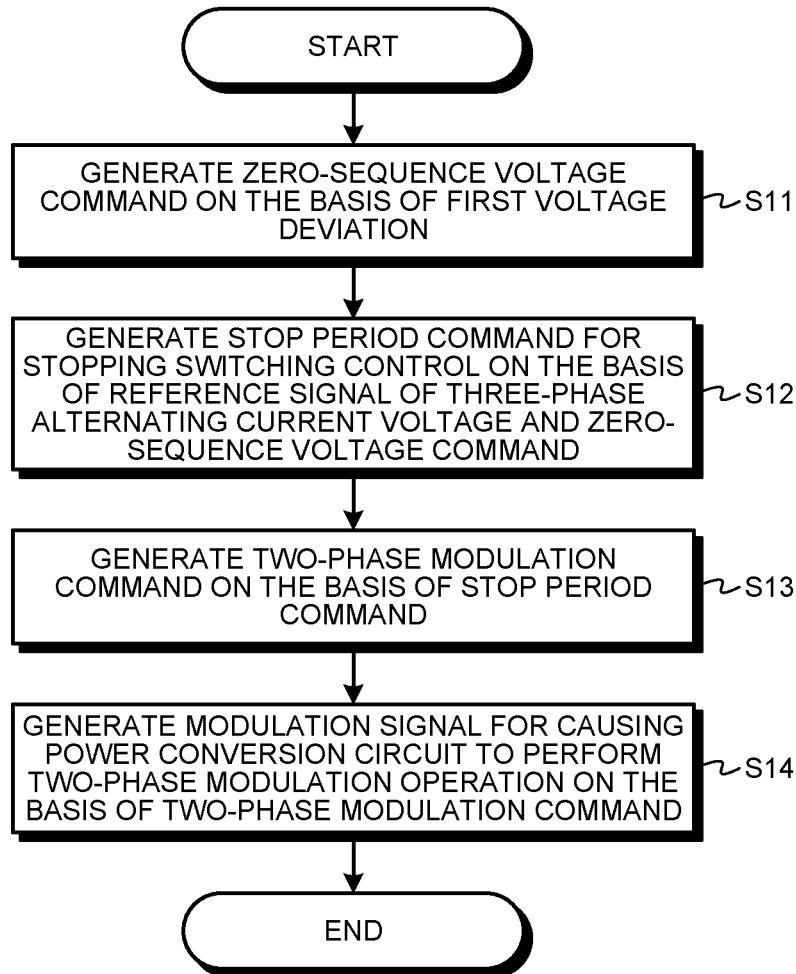 START
GENERATE ZERO-SEQUENCE VOLTAGE
COMMAND ON THE BASIS OF FIRST VOLTAGE
DEVIATION
S11
GENERATE STOP PERIOD COMMAND FOR
STOPPING SWITCHING CONTROL ON THE BASIS
OF REFERENCE SIGNAL OF THREE-PHASE
ALTERNATING CURRENT VOLTAGE AND ZERO-
SEQUENCE VOLTAGE COMMAND
S12
GENERATE TWO-PHASE MODULATION
COMMAND ON THE BASIS OF STOP PERIOD
COMMAND
S13
GENERATE MODULATION SIGNAL FOR CAUSING
POWER CONVERSION CIRCUIT TO PERFORM
TWO-PHASE MODULATION OPERATION ON THE
BASIS OF TWO-PHASE MODULATION COMMAND
S14
END